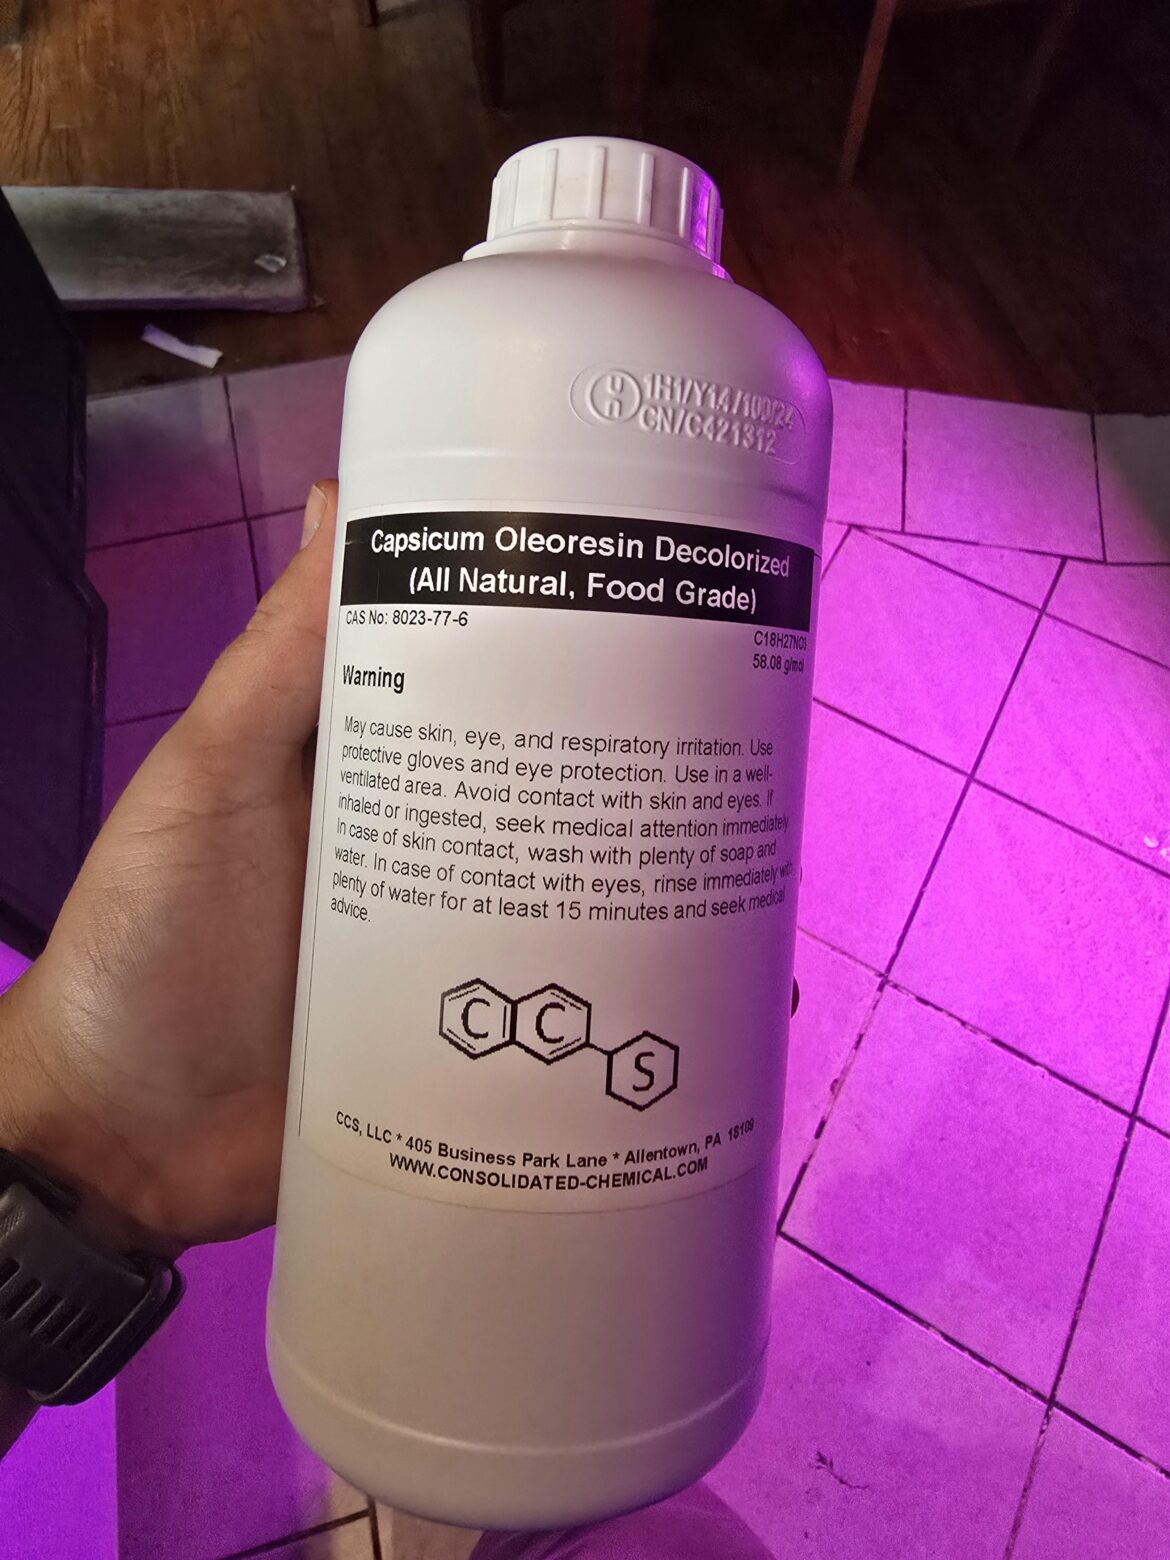 un 1H1/Y14/100/24
CN/C421312
Capsicum Oleoresin Decolorized
(All Natural, Food Grade)
CAS No: 8023-77-6
C18H27NO3
58.08 g/mol
Warning
May cause skin, eye, and respiratory irritation. Use
protective gloves and eye protection. Use in a well-
ventilated area. Avoid contact with skin and eyes. If
inhaled or ingested, seek medical attention immediately
In case of skin contact, wash with plenty of soap and
water. In case of contact with eyes, rinse immediately with
plenty of water for at least 15 minutes and seek medical
advice.
C C S
CCS, LLC * 405 Business Park Lane * Allentown, PA 18109
WWW.CONSOLIDATED-CHEMICAL.COM